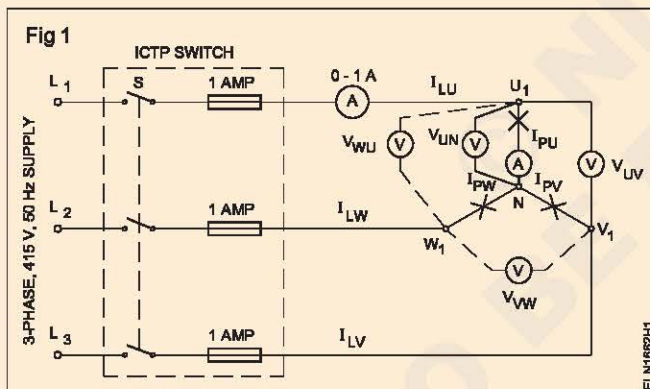 Fig 1
ICTP SWITCH
L1
S
1 AMP
0 - 1 A
A
ILU
U1
VWU
V
VUN
V
IPU
A
V
VUV
IPW
IPV
N
3-PHASE, 415 V, 50 Hz SUPPLY
L2
1 AMP
ILW
W1
V1
V
VVW
L3
1 AMP
ILV
ELN1662H1